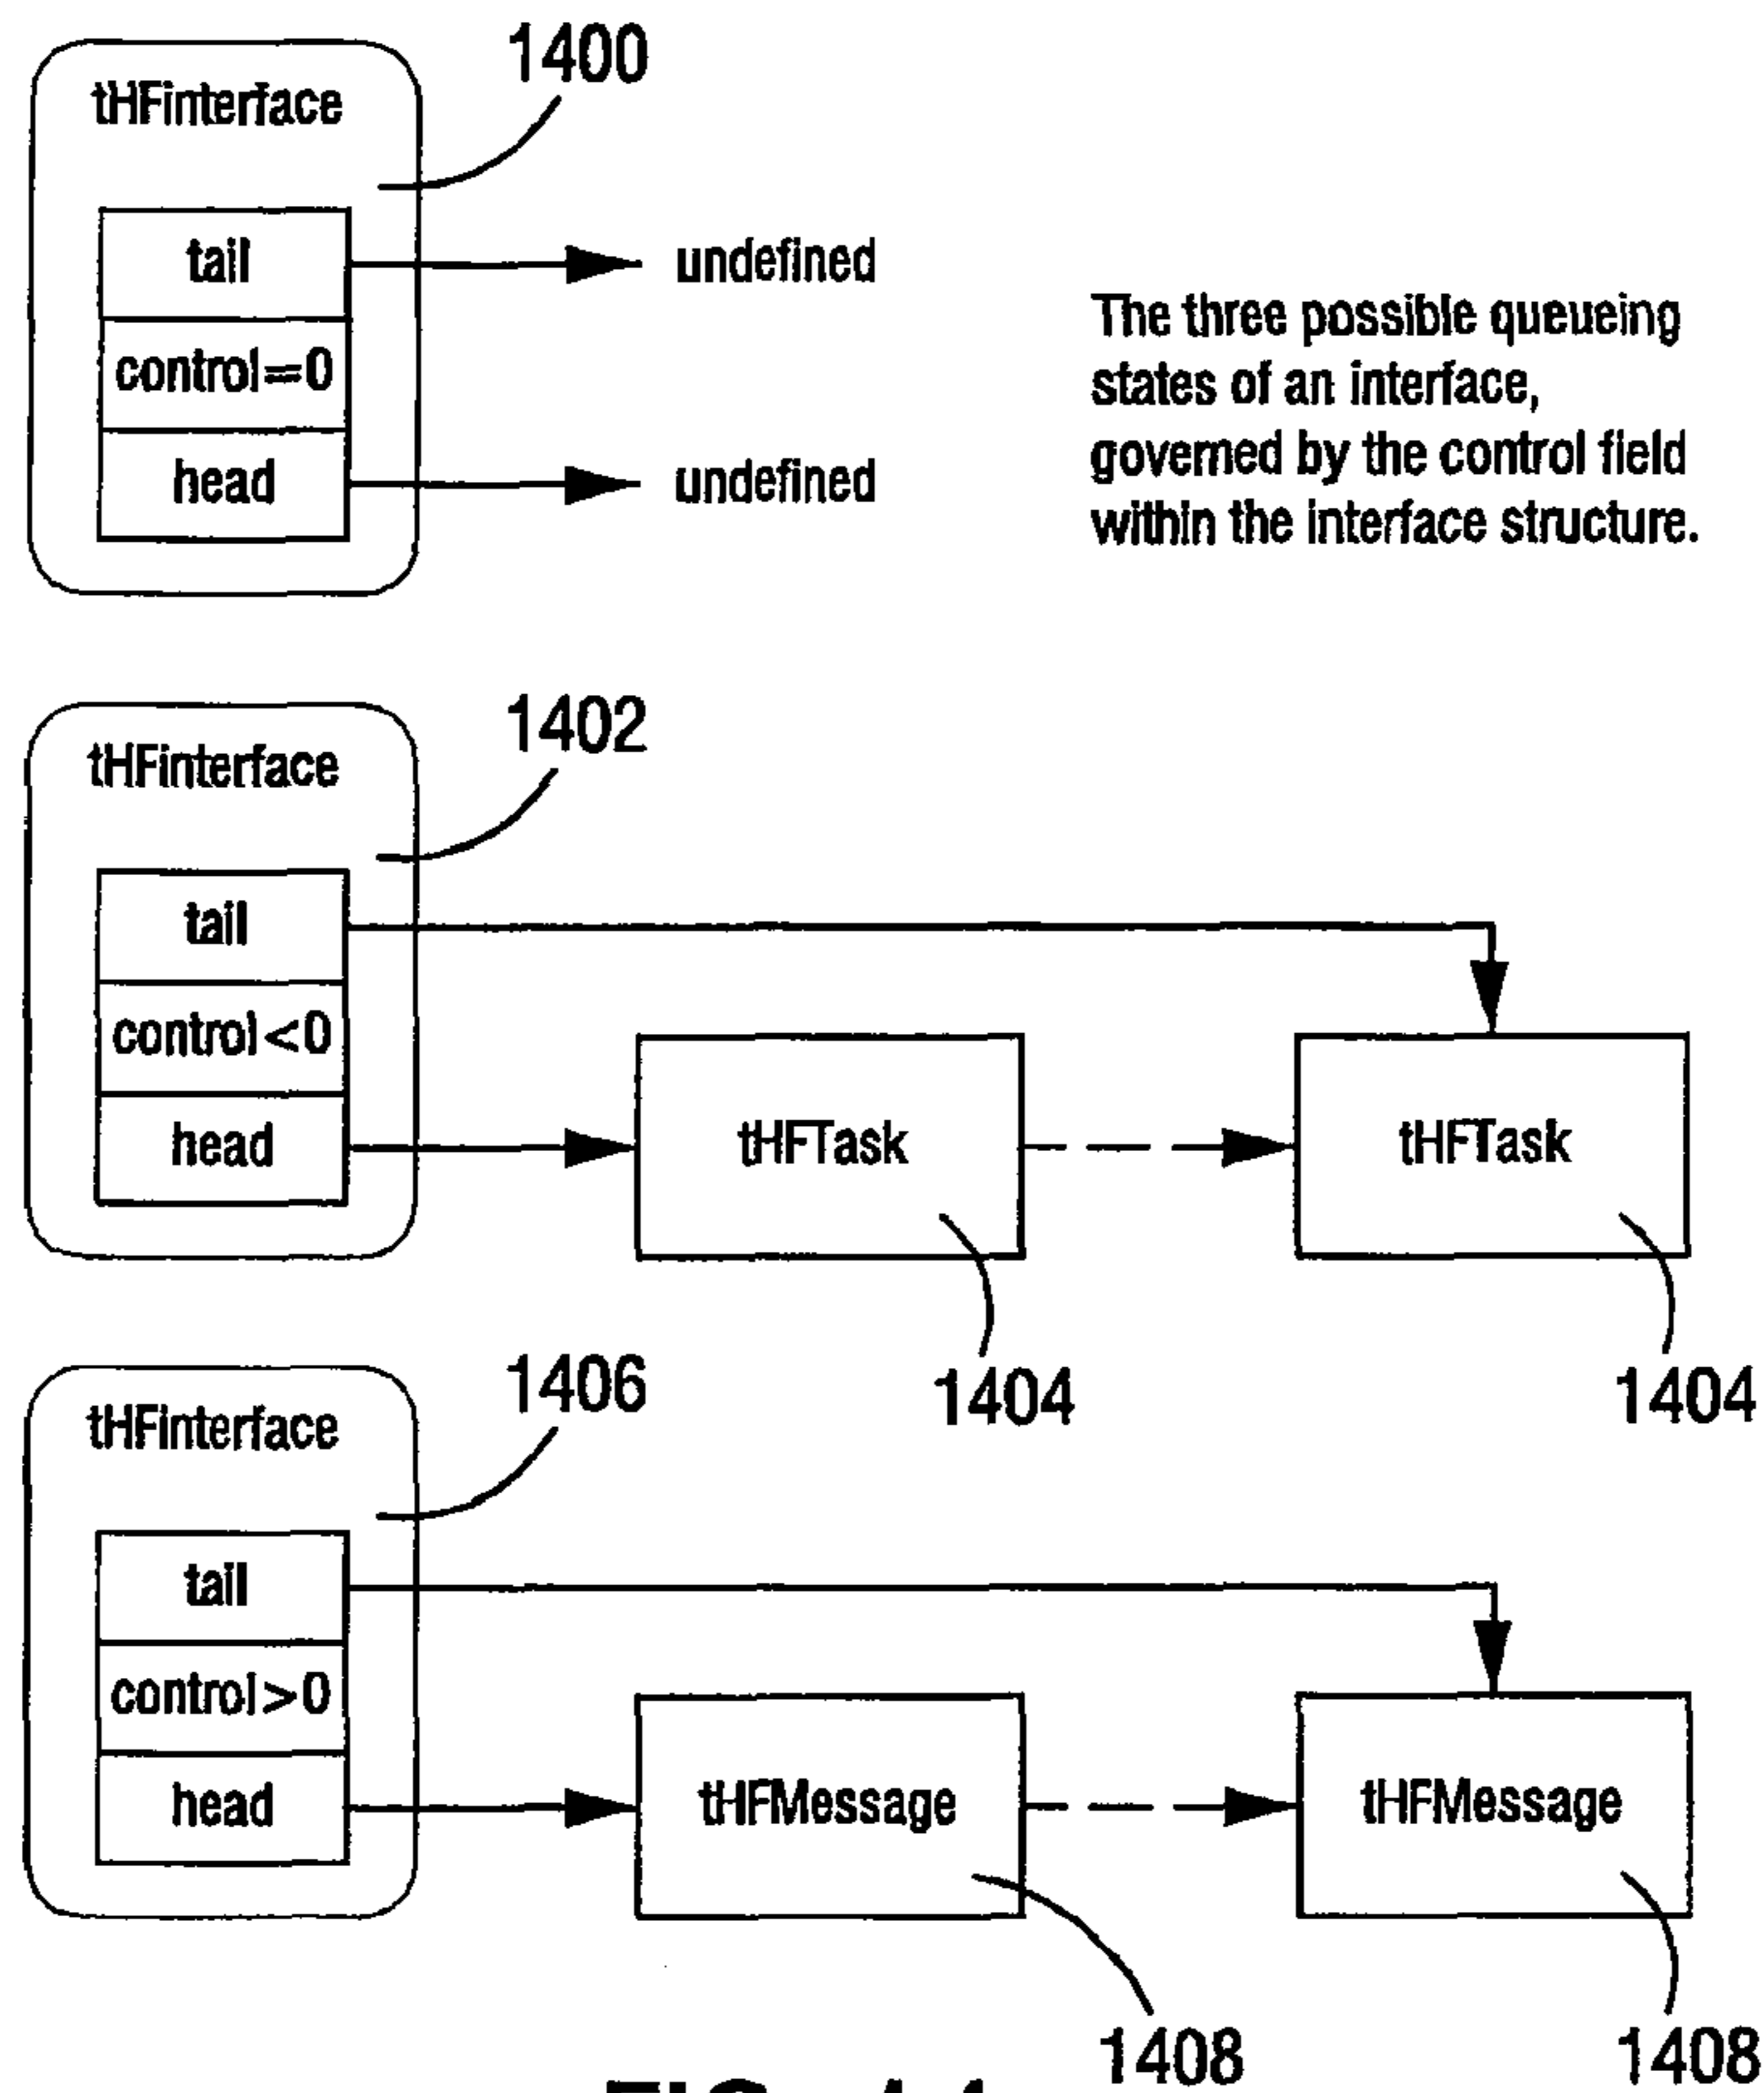 1400
tHFinterface
tail
undefined
control==0
head
undefined
The three possible queueing
states of an interface,
governed by the control field
within the interface structure.
1402
tHFinterface
tail
control<0
head
tHFTask
tHFTask
1404
1404
1406
tHFinterface
tail
control>0
head
tHFMessage
tHFMessage
1408
1408